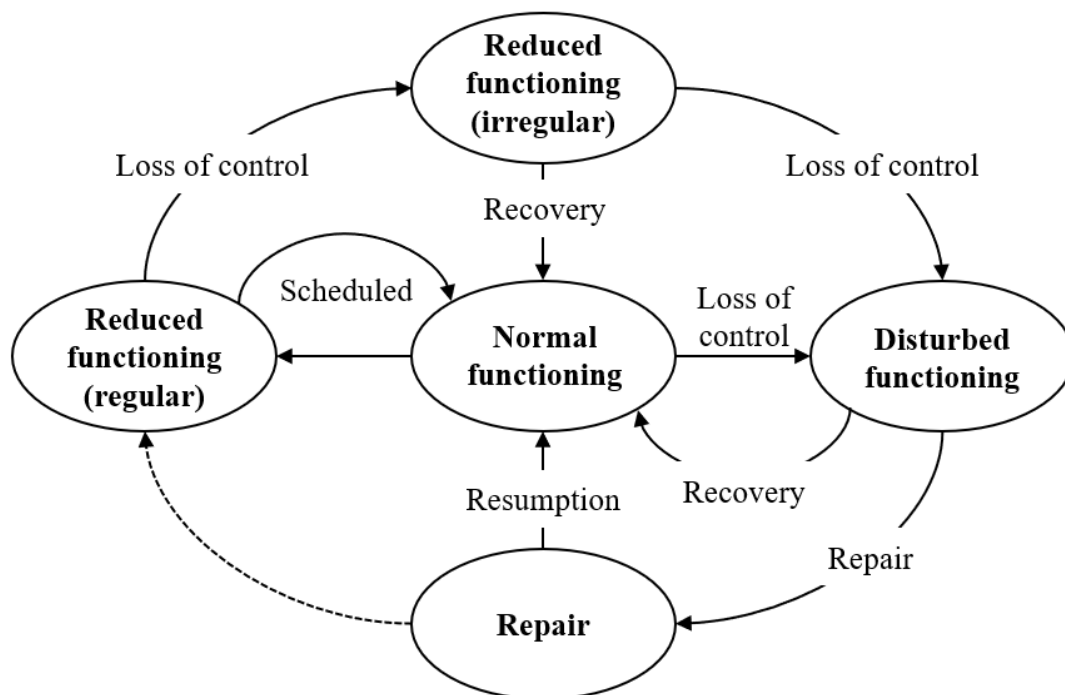 Reduced
functioning
(irregular)
Loss of control
Loss of control
Recovery
Scheduled
Loss of
control
Reduced
functioning
(regular)
Normal
functioning
Disturbed
functioning
Resumption
Recovery
Repair
Repair